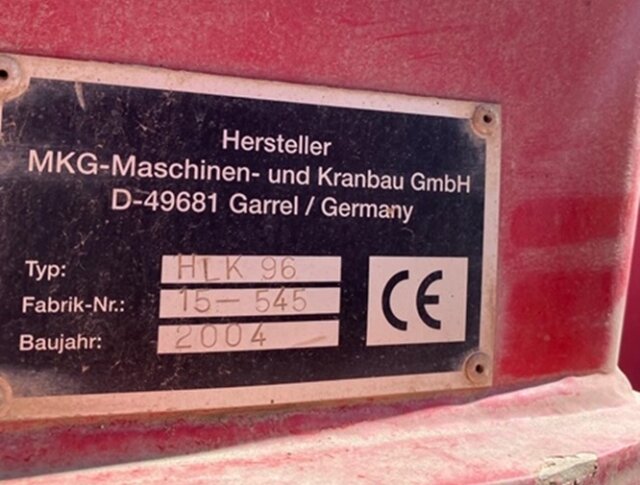 Hersteller
MKG-Maschinen- und Kranbau GmbH
D-49681 Garrel / Germany
Typ: HLK 96
Fabrik-Nr.: 15-545
Baujahr: 2004
CE